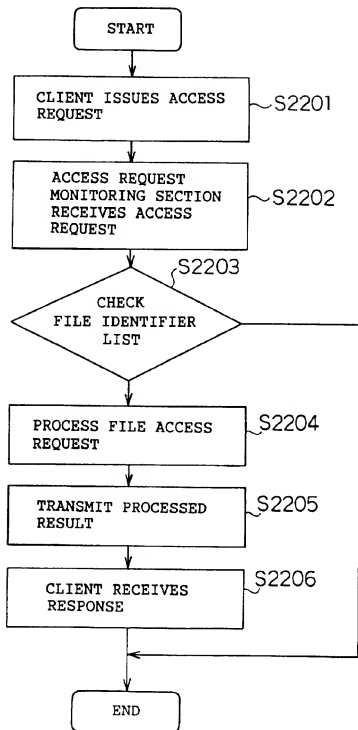 START
CLIENT ISSUES ACCESS
REQUEST
S2201
ACCESS REQUEST
MONITORING SECTION
RECEIVES ACCESS
REQUEST
S2202
S2203
CHECK
FILE IDENTIFIER
LIST
PROCESS FILE ACCESS
REQUEST
S2204
TRANSMIT PROCESSED
RESULT
S2205
CLIENT RECEIVES
RESPONSE
S2206
END